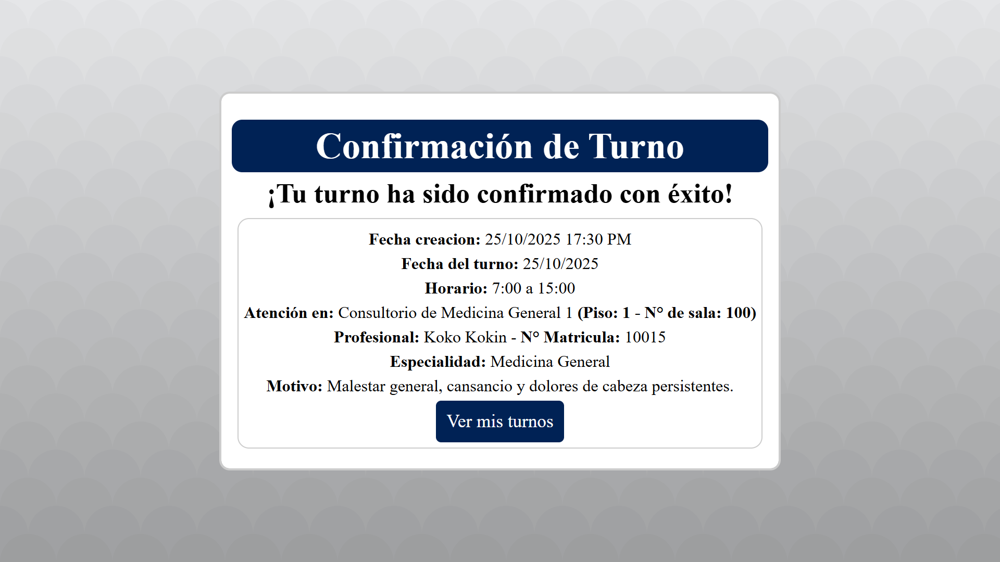 Confirmación de Turno
¡Tu turno ha sido confirmado con éxito!
Fecha creacion: 25/10/2025 17:30 PM
Fecha del turno: 25/10/2025
Horario: 7:00 a 15:00
Atención en: Consultorio de Medicina General 1 (Piso: 1 - N° de sala: 100)
Profesional: Koko Kokin - N° Matricula: 10015
Especialidad: Medicina General
Motivo: Malestar general, cansancio y dolores de cabeza persistentes.
Ver mis turnos